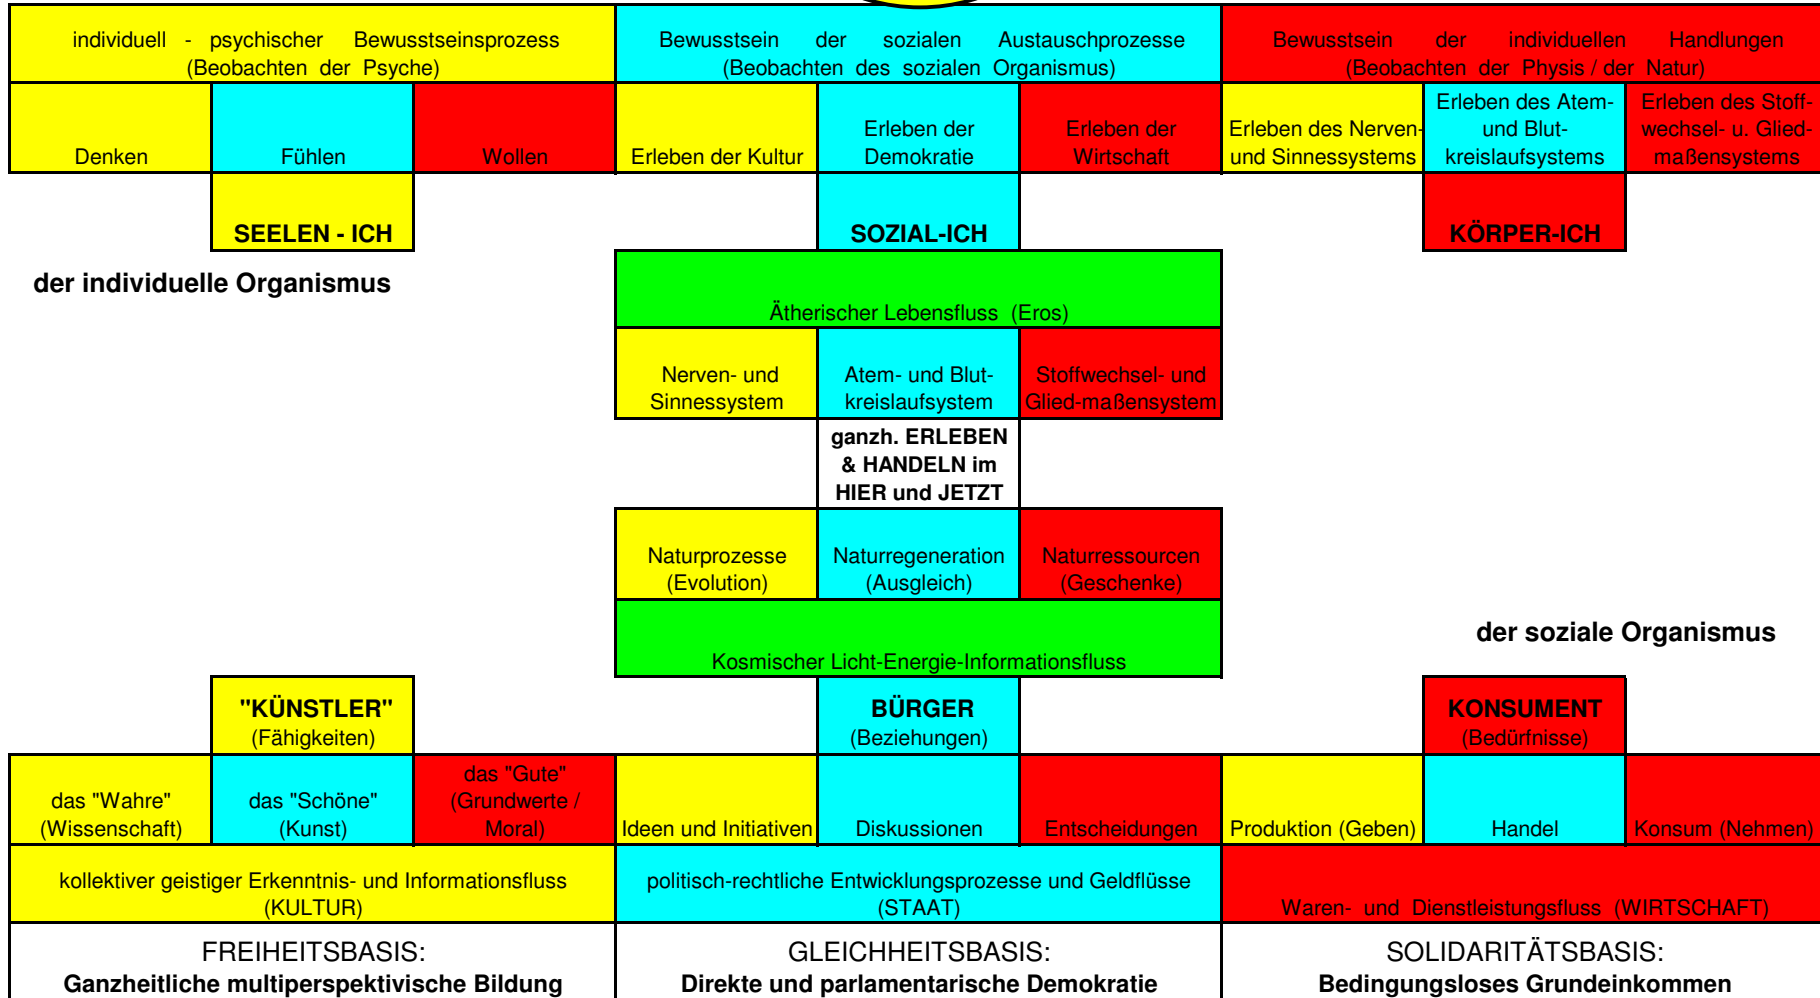 individuell - psychischer Bewusstseinsprozess
(Beobachten der Psyche)
Bewusstsein der sozialen Austauschprozesse
(Beobachten des sozialen Organismus)
Bewusstsein der individuellen Handlungen
(Beobachten der Physis / der Natur)
Denken
Fühlen
Wollen
Erleben der Kultur
Erleben der
Demokratie
Erleben der
Wirtschaft
Erleben des Nerven-
und Sinnessystems
Erleben des Atem-
und Blut-
kreislaufsystems
Erleben des Stoff-
wechsel- u. Glied-
maßensystems
SEELEN - ICH
SOZIAL-ICH
KÖRPER-ICH
der individuelle Organismus
Ätherischer Lebensfluss (Eros)
Nerven- und
Sinnessystem
Atem- und Blut-
kreislaufsystem
Stoffwechsel- und
Glied-maßensystem
ganzh. ERLEBEN
& HANDELN im
HIER und JETZT
Naturprozesse
(Evolution)
Naturregeneration
(Ausgleich)
Naturressourcen
(Geschenke)
Kosmischer Licht-Energie-Informationsfluss
der soziale Organismus
"KÜNSTLER"
(Fähigkeiten)
BÜRGER
(Beziehungen)
KONSUMENT
(Bedürfnisse)
das "Wahre"
(Wissenschaft)
das "Schöne"
(Kunst)
das "Gute"
(Grundwerte /
Moral)
Ideen und Initiativen
Diskussionen
Entscheidungen
Produktion (Geben)
Handel
Konsum (Nehmen)
kollektiver geistiger Erkenntnis- und Informationsfluss
(KULTUR)
politisch-rechtliche Entwicklungsprozesse und Geldflüsse
(STAAT)
Waren- und Dienstleistungsfluss (WIRTSCHAFT)
FREIHEITSBASIS:
Ganzheitliche multiperspektivische Bildung
GLEICHHEITSBASIS:
Direkte und parlamentarische Demokratie
SOLIDARITÄTSBASIS:
Bedingungsloses Grundeinkommen